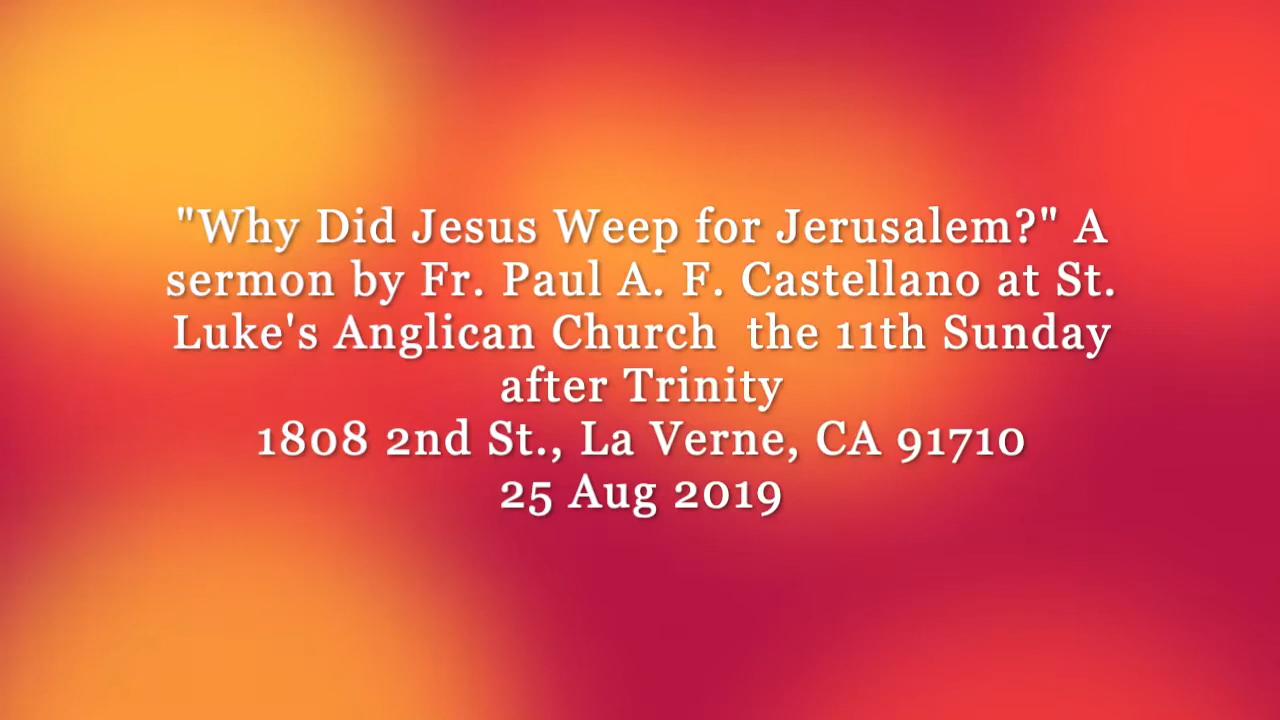 "Why Did Jesus Weep for Jerusalem?" A
sermon by Fr. Paul A. F. Castellano at St.
Luke's Anglican Church  the 11th Sunday
after Trinity
1808 2nd St., La Verne, CA 91710
25 Aug 2019